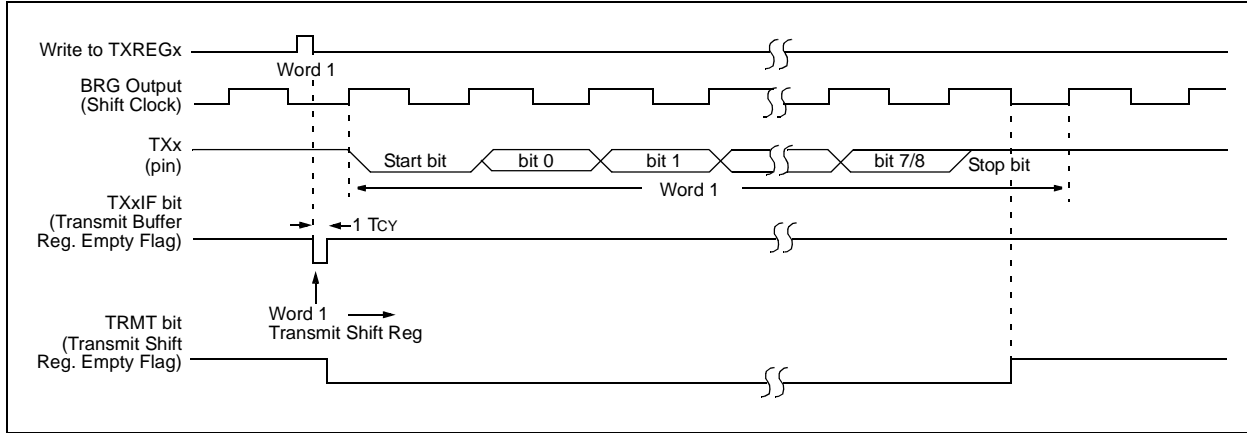 Write to TXREGx
Word 1
BRG Output
(Shift Clock)
TXx
(pin)
Start bit
bit 0
bit 1
bit 7/8
Stop bit
Word 1
TXxIF bit
(Transmit Buffer
Reg. Empty Flag)
1 TCY
Word 1
Transmit Shift Reg
TRMT bit
(Transmit Shift
Reg. Empty Flag)